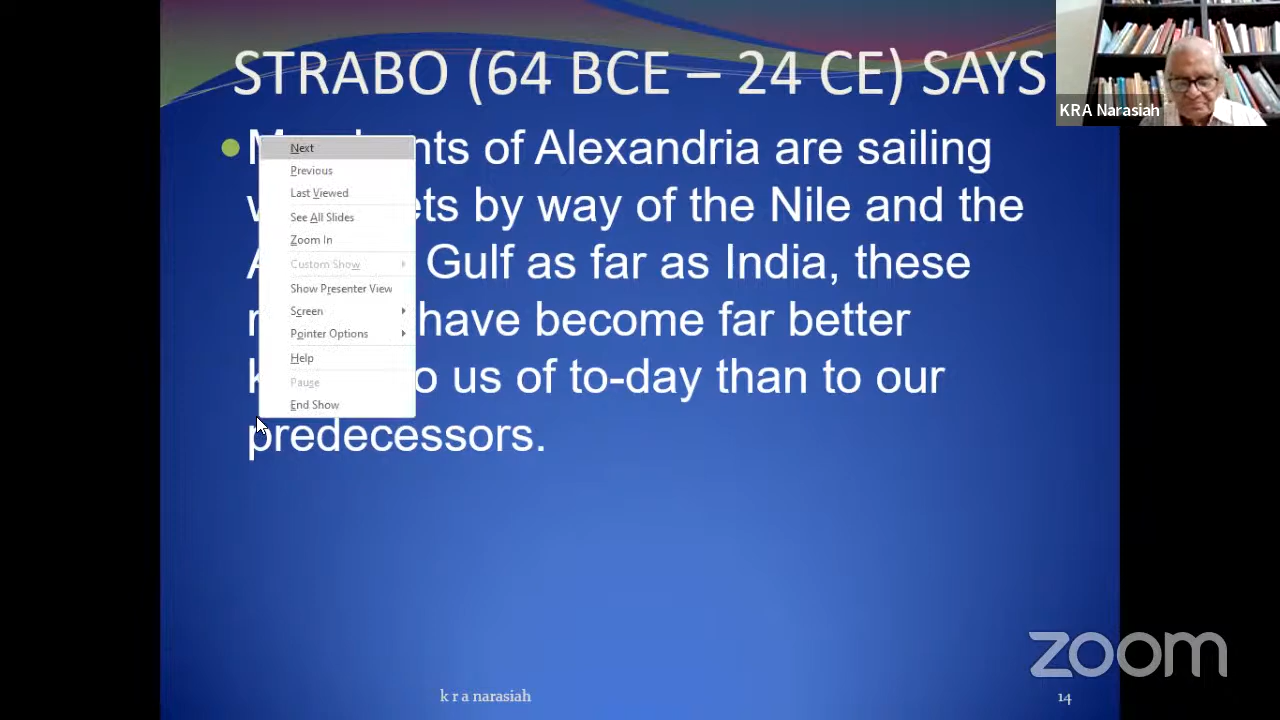 STRABO (64 BCE – 24 CE) SAYS
KRA Narasiah
of Alexandria are sailing
by way of the Nile and the
Gulf as far as India, these
have become far better
us of to-day than to our
predecessors.
Next
Previous
Last Viewed
See All Slides
Zoom In
Custom Show
Show Presenter View
Screen
Pointer Options
Help
Pause
End Show
zoom
k r a narasiah
14